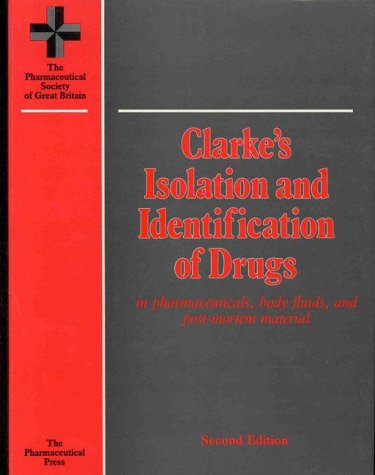 The
Pharmaceutical
Society
of Great Britain
Clarke's
Isolation and
Identification
of Drugs
in pharmaceuticals, body fluids, and
post-mortem material
Second Edition
The
Pharmaceutical
Press